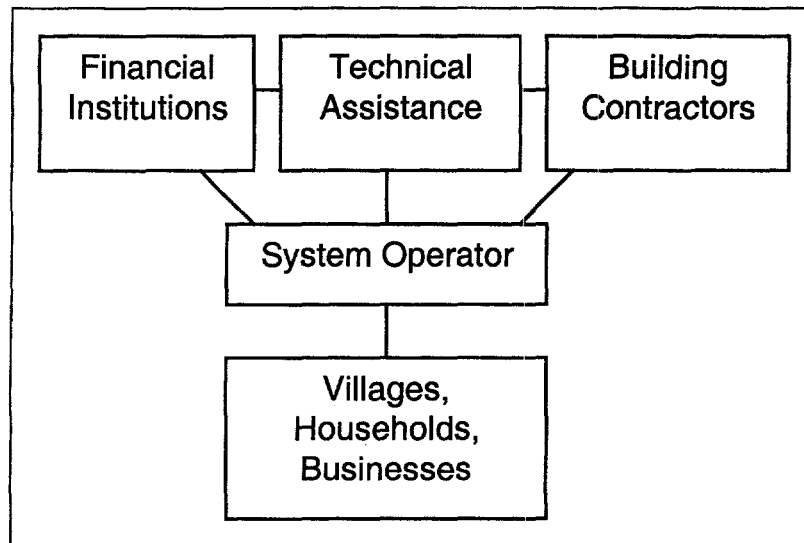 Financial
Institutions
Technical
Assistance
Building
Contractors
System Operator
Villages,
Households,
Businesses